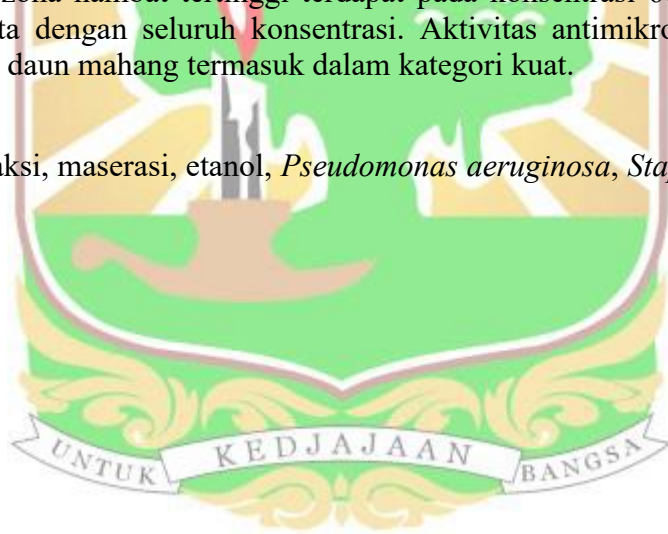 zona hambat tertinggi terdapat pada konsentrasi
ta dengan seluruh konsentrasi. Aktivitas antimikro
daun mahang termasuk dalam kategori kuat.
aksi, maserasi, etanol, Pseudomonas aeruginosa, Sta
UNTUK KEDJAJAAN BANGSA